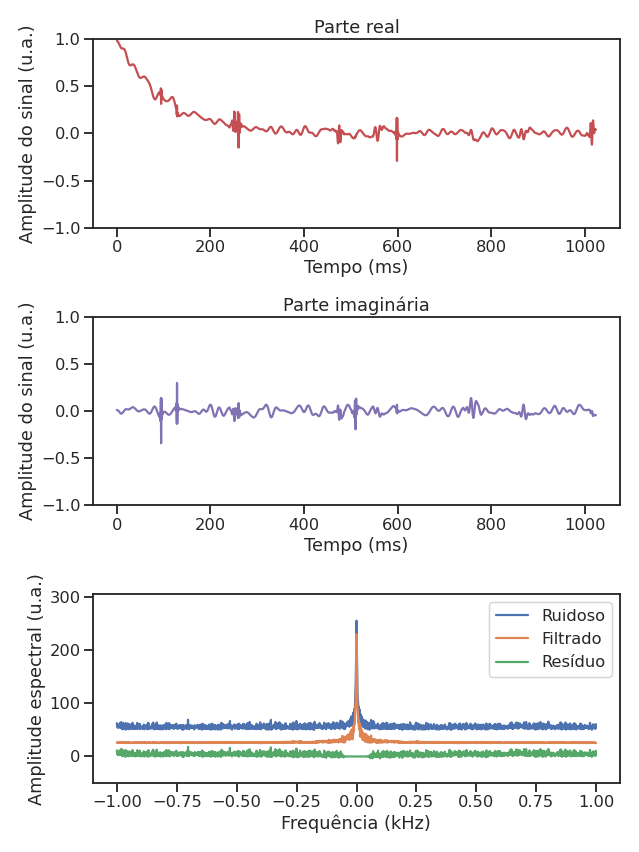 Parte real
Amplitude do sinal (u.a.)
1.0
0.5
0.0
−0.5
−1.0
0 200 400 600 800 1000
Tempo (ms)
Parte imaginária
Amplitude do sinal (u.a.)
1.0
0.5
0.0
−0.5
−1.0
0 200 400 600 800 1000
Tempo (ms)
Amplitude espectral (u.a.)
300
200
100
0
Ruidoso
Filtrado
Resíduo
−1.00 −0.75 −0.50 −0.25 0.00 0.25 0.50 0.75 1.00
Frequência (kHz)